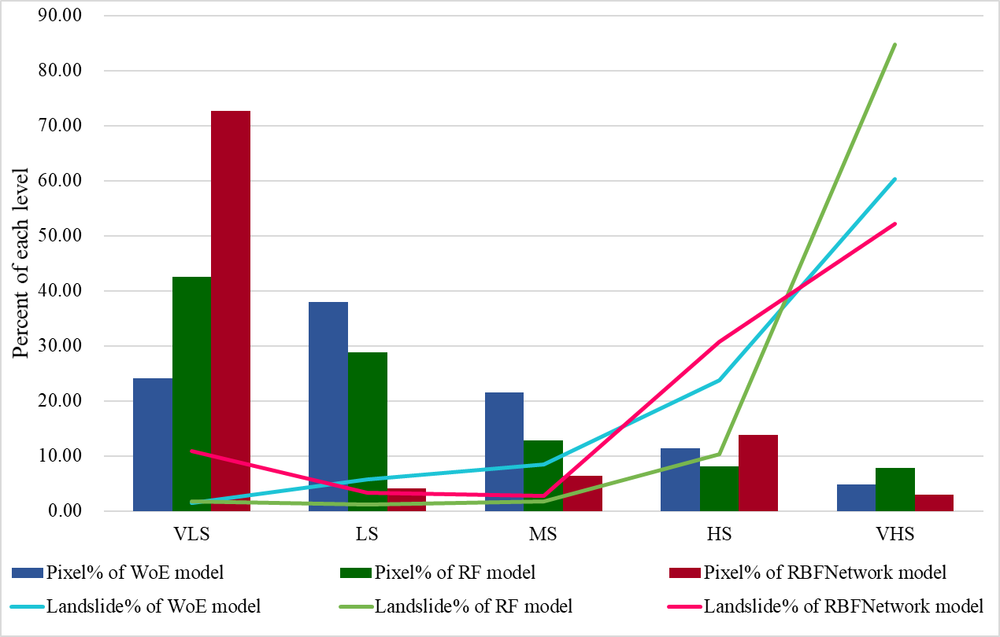 90.00
80.00
70.00
60.00
50.00
40.00
30.00
20.00
10.00
0.00
Percent of each level
VLS LS MS HS VHS
Pixel% of WoE model Pixel% of RF model Pixel% of RBFNetwork model
Landslide% of WoE model Landslide% of RF model Landslide% of RBFNetwork model